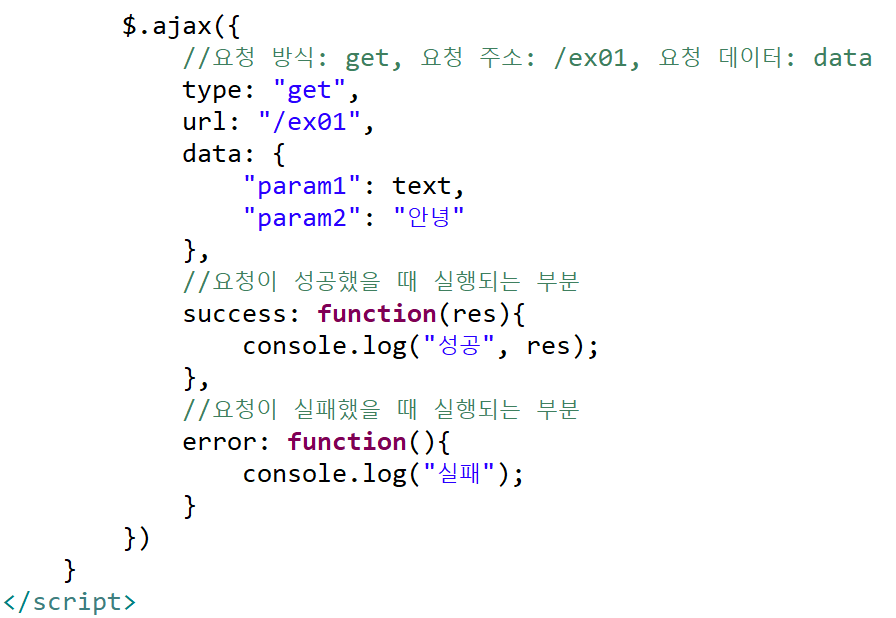 $.ajax({
//요청 방식: get, 요청 주소: /ex01, 요청 데이터: data
type: "get",
url: "/ex01",
data: {
"param1": text,
"param2": "안녕"
},
//요청이 성공했을 때 실행되는 부분
success: function(res){
console.log("성공", res);
},
//요청이 실패했을 때 실행되는 부분
error: function(){
console.log("실패");
}
})
}
</script>